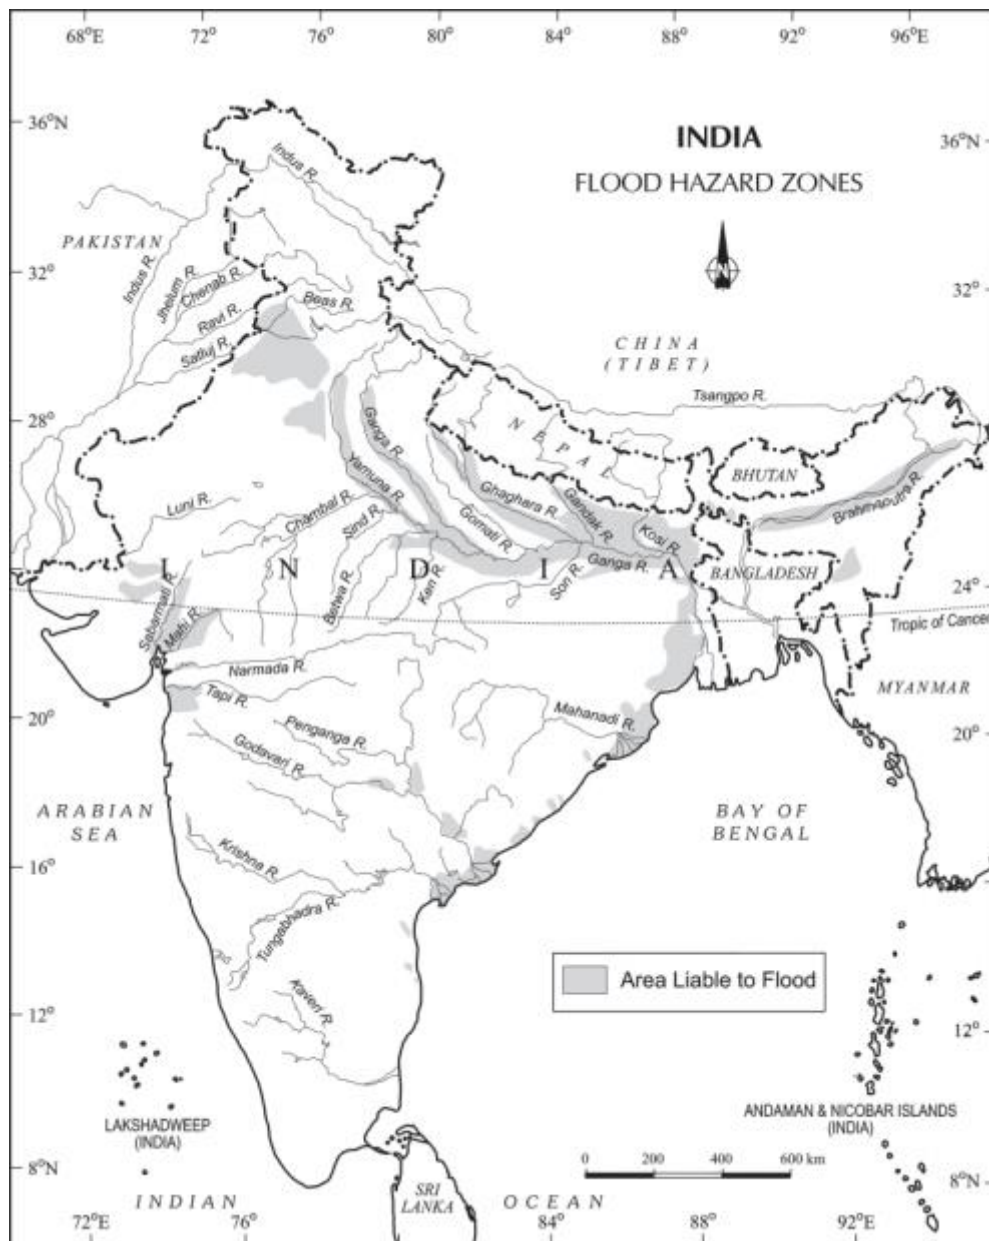 68°E 72° 76° 80° 84° 88° 92° 96°E
36°N
INDIA
36°N
FLOOD HAZARD ZONES
Indus R.
PAKISTAN
N
32°
Indus R.
Jhelum R.
Chenab R.
Beas R.
32°
Ravi R.
Satluj R.
CHINA
(TIBET)
Tsangpo R.
28°
28°
NEPAL
Ganga R.
BHUTAN
Yamuna R.
Ghaghara R.
Gandak R.
Brahmaputra R.
Luni R.
Chambal R.
Sind R.
Gomati R.
Kosi R.
I N D I A
Ganga R.
BANGLADESH
Sabarmati R.
Betwa R.
Ken R.
Son R.
24°
Mahi R.
Tropic of Cancer
Narmada R.
MYANMAR
Tapi R.
20°
Mahanadi R.
20°
Penganga R.
Godavari R.
ARABIAN
SEA
BAY OF
BENGAL
Krishna R.
16°
16°
Tungabhadra R.
Area Liable to Flood
Kaveri R.
12°
12°
LAKSHADWEEP
(INDIA)
ANDAMAN & NICOBAR ISLANDS
(INDIA)
0 200 400 600 km
8°N
8°N
SRI
LANKA
INDIAN OCEAN
72° 76° 84° 88° 92°E